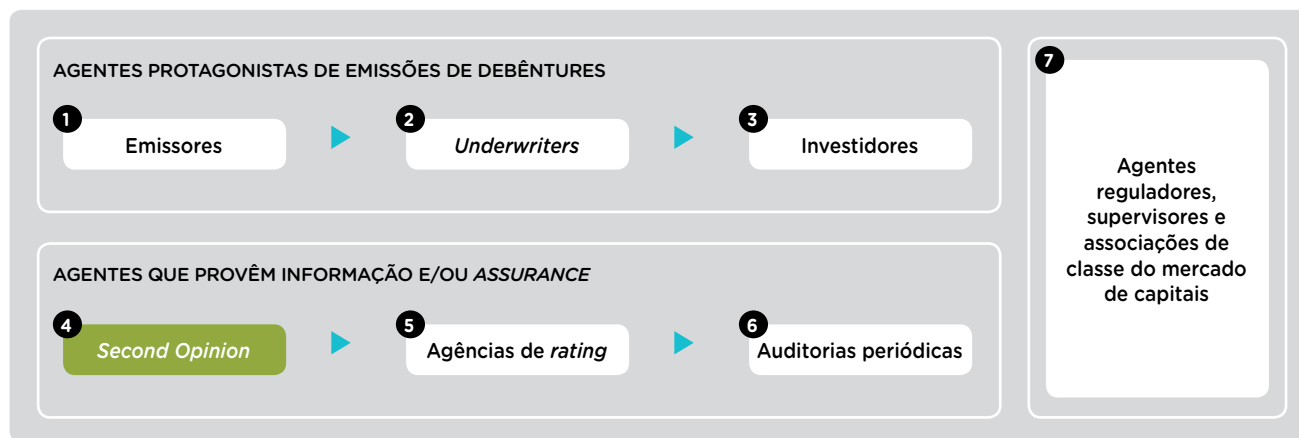 AGENTES PROTAGONISTAS DE EMISSÕES DE DEBÊNTURES
1
Emissores
2
Underwriters
3
Investidores
AGENTES QUE PROVÊM INFORMAÇÃO E/OU ASSURANCE
4
Second Opinion
5
Agências de rating
6
Auditorias periódicas
7
Agentes
reguladores,
supervisores e
associações de
classe do mercado
de capitais